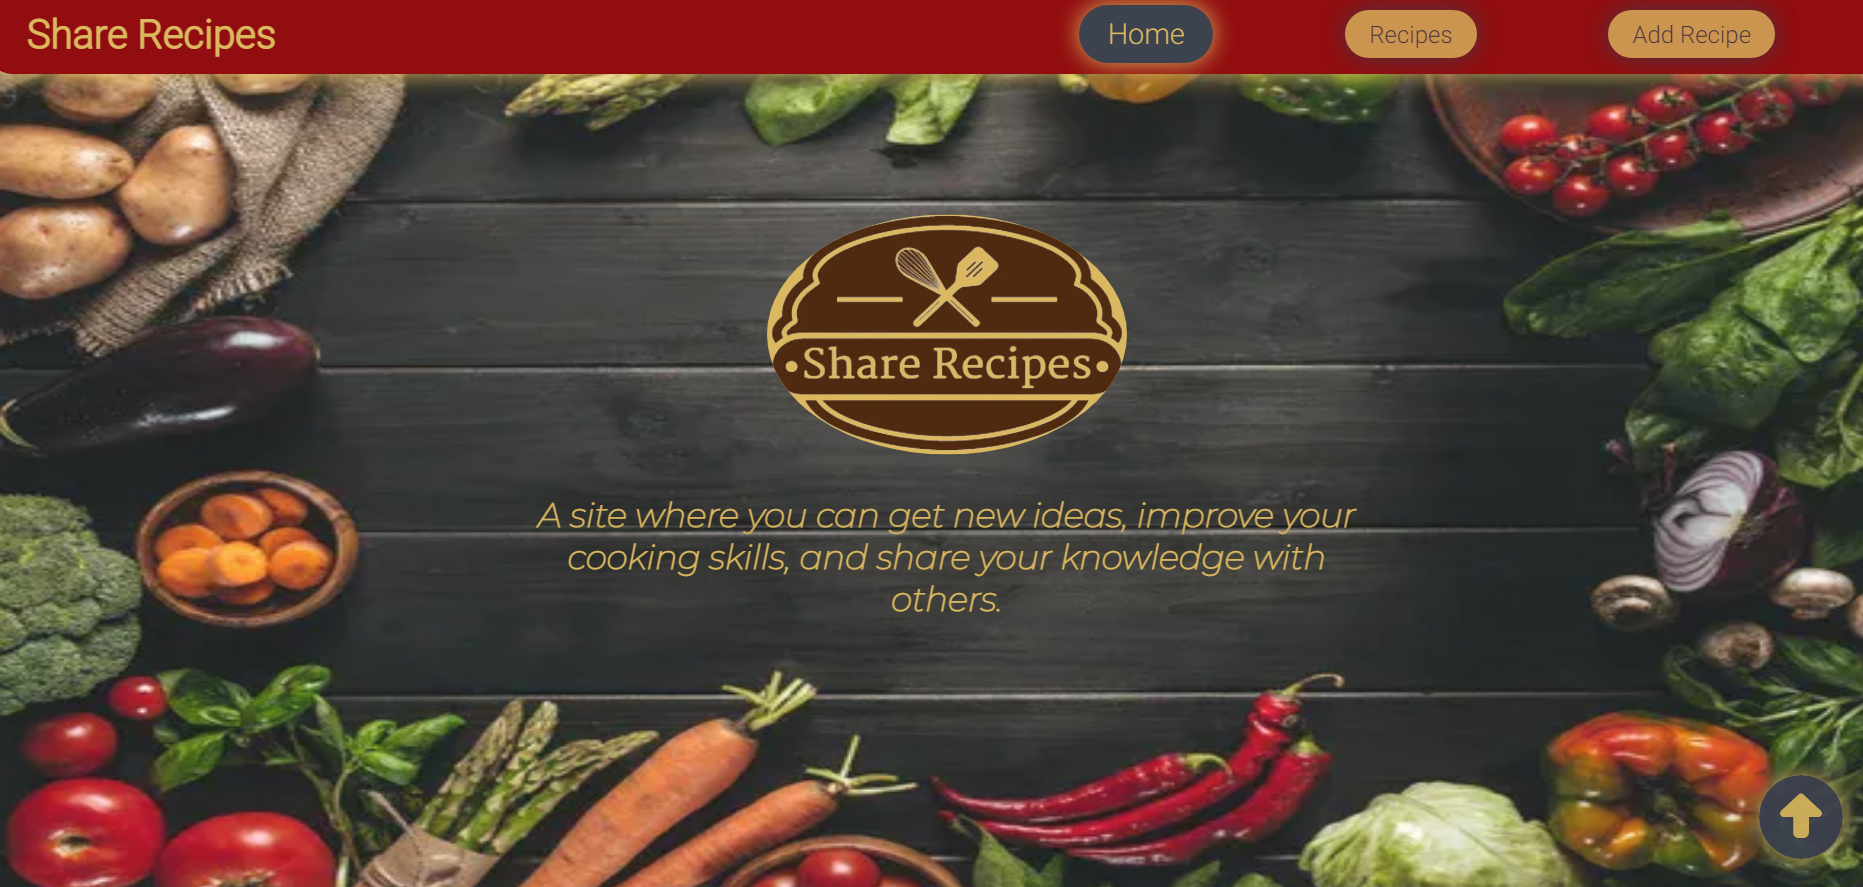 Share Recipes
Home
Recipes
Add Recipe
Share Recipes
A site where you can get new ideas, improve your
cooking skills, and share your knowledge with
others.